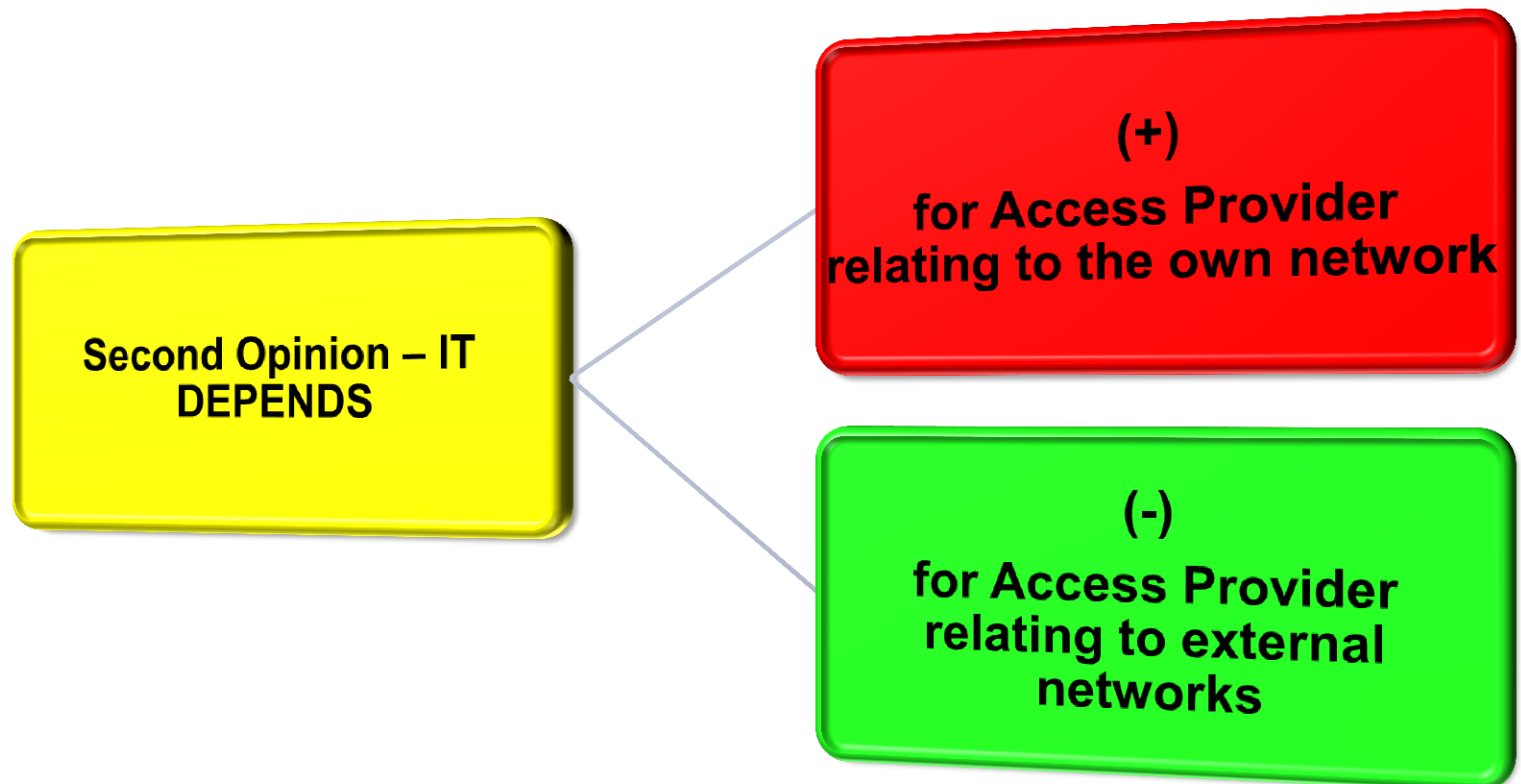 Second Opinion – IT
DEPENDS
(+)
for Access Provider
relating to the own network
(-)
for Access Provider
relating to external
networks